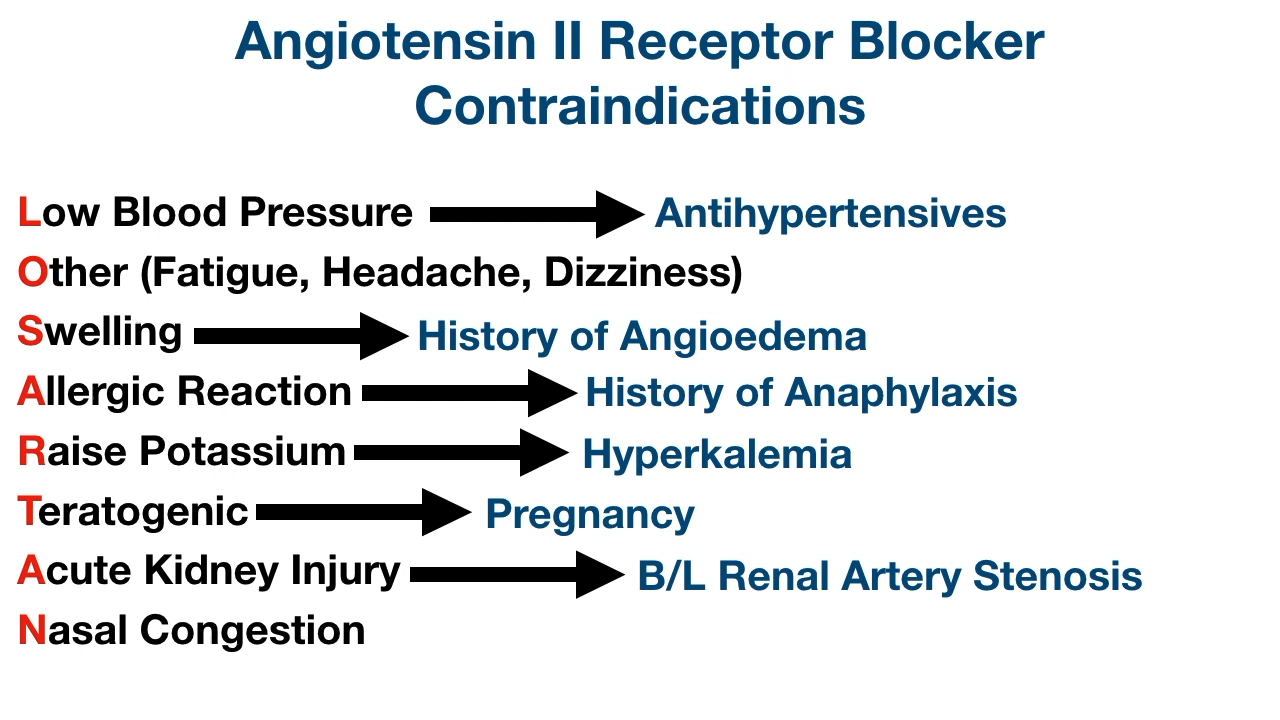 Angiotensin II Receptor Blocker
Contraindications
Low Blood Pressure Antihypertensives
Other (Fatigue, Headache, Dizziness)
Swelling History of Angioedema
Allergic Reaction History of Anaphylaxis
Raise Potassium Hyperkalemia
Teratogenic Pregnancy
Acute Kidney Injury B/L Renal Artery Stenosis
Nasal Congestion